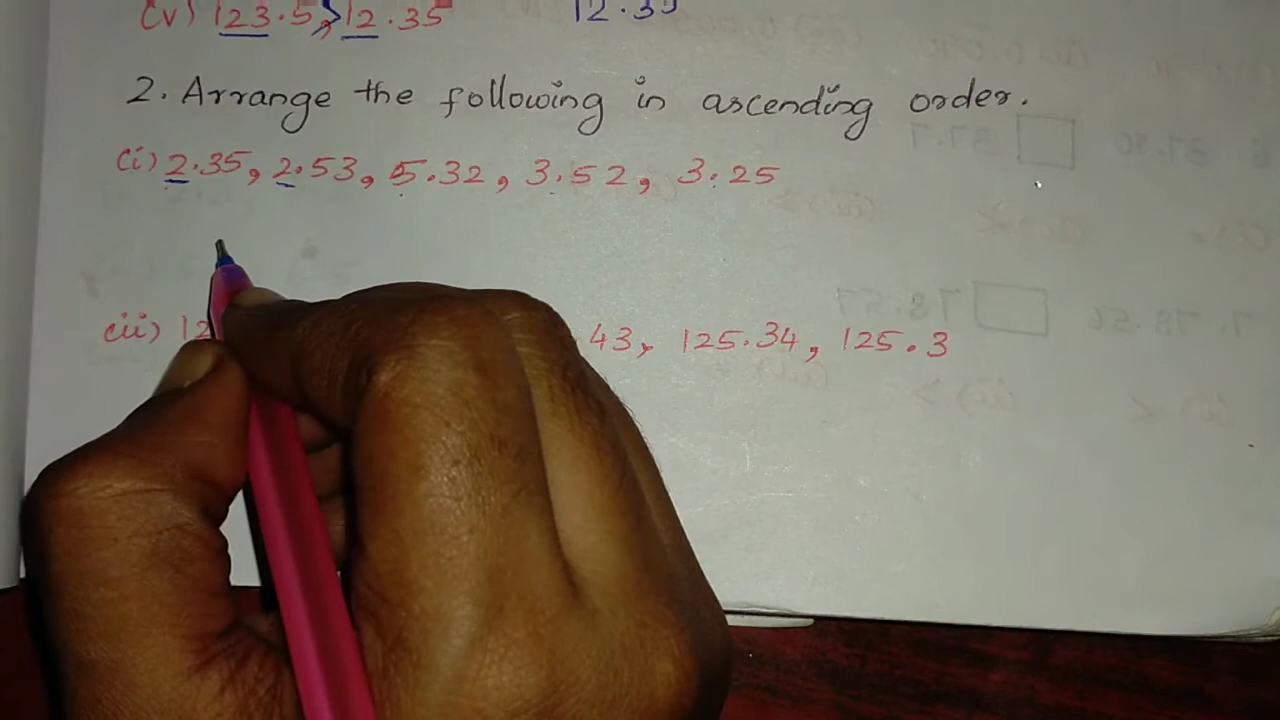 (v) 123.5 > 12.35 12.35
2. Arrange the following in ascending order.
(i) 2.35, 2.53, 5.32, 3.52, 3.25
(ii) 12 43, 125.34, 125.3